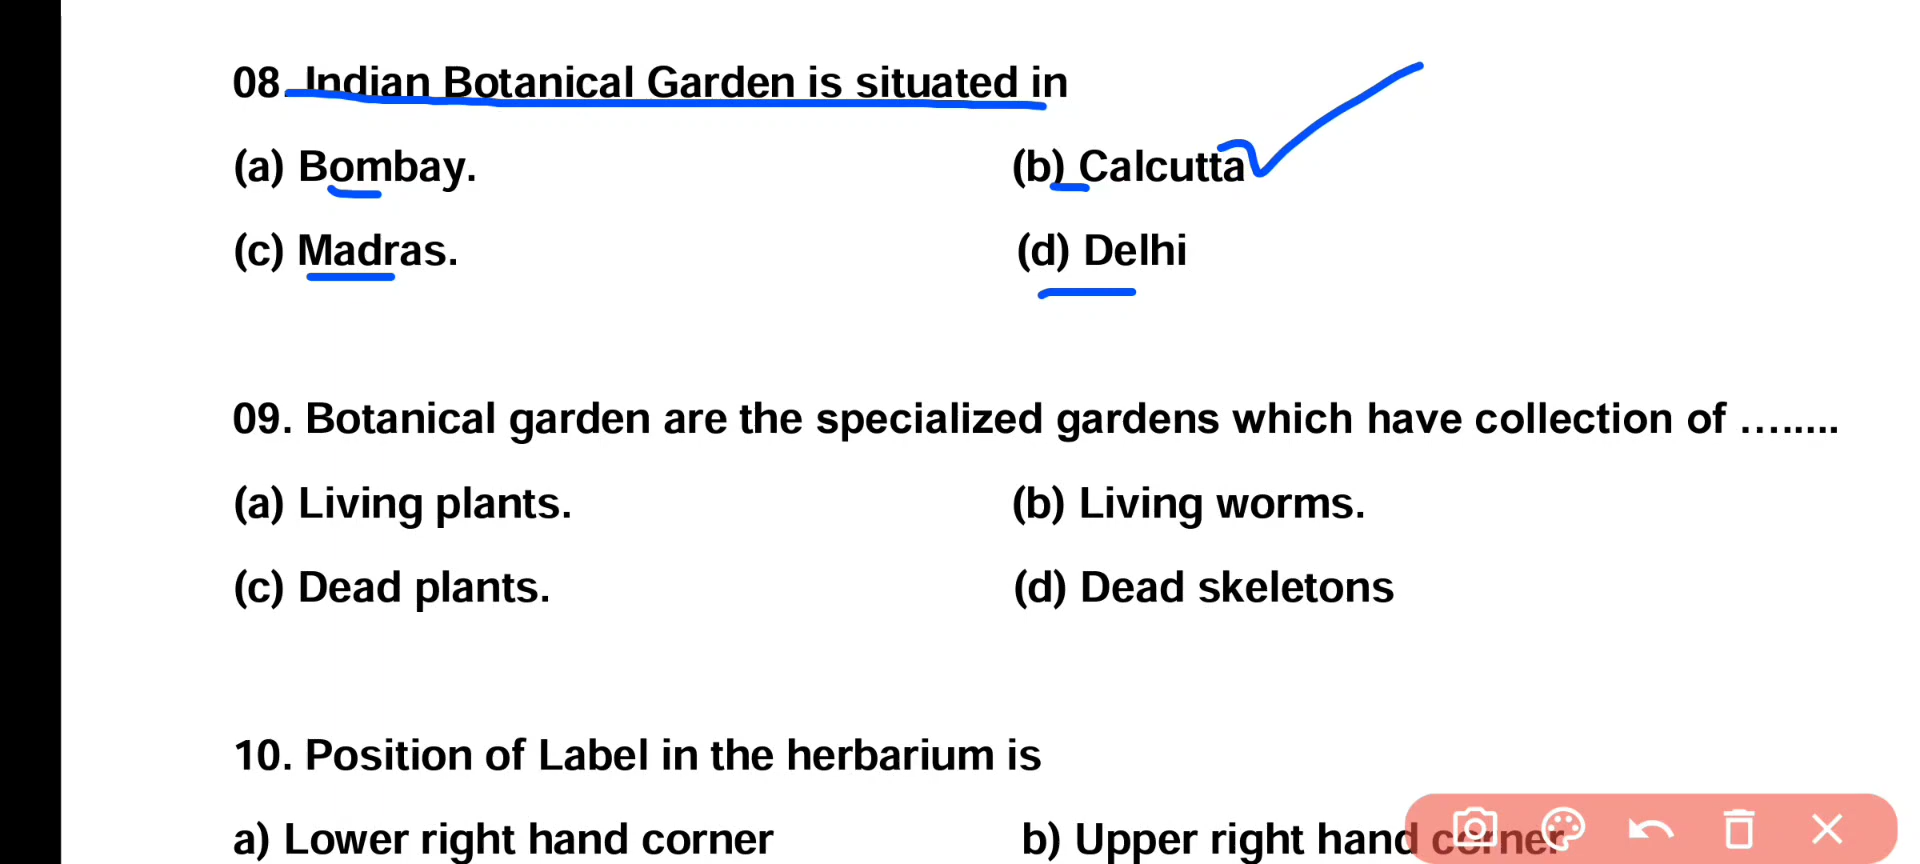 08. Indian Botanical Garden is situated in
(a) Bombay. (b) Calcutta
(c) Madras. (d) Delhi
09. Botanical garden are the specialized gardens which have collection of ........
(a) Living plants. (b) Living worms.
(c) Dead plants. (d) Dead skeletons
10. Position of Label in the herbarium is
a) Lower right hand corner b) Upper right hand corner